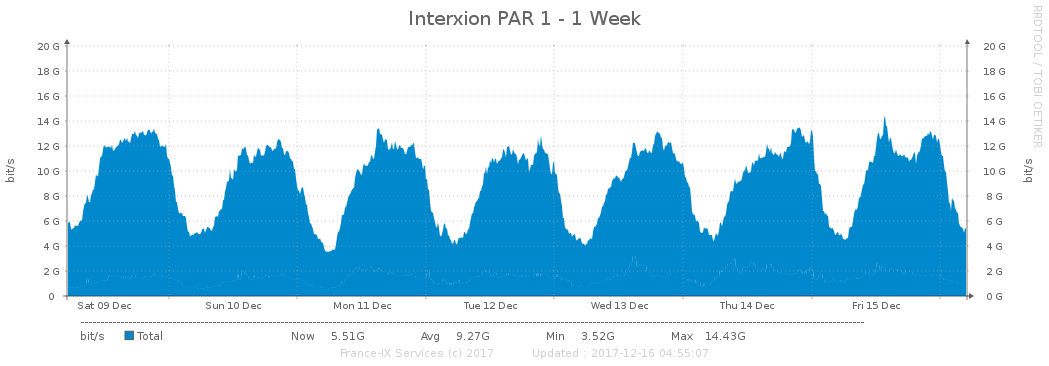 Interxion PAR 1 - 1 Week
RRDTOOL / TOBI OETIKER
20 G 20 G
18 G 18 G
16 G 16 G
14 G 14 G
12 G 12 G
10 G 10 G
8 G 8 G
6 G 6 G
4 G 4 G
2 G 2 G
0 0 G
bit/s
bit/s
Sat 09 Dec Sun 10 Dec Mon 11 Dec Tue 12 Dec Wed 13 Dec Thu 14 Dec Fri 15 Dec
bit/s Total Now 5.51G Avg 9.27G Min 3.52G Max 14.43G
France-IX Services (c) 2017 Updated : 2017-12-16 04:55:07